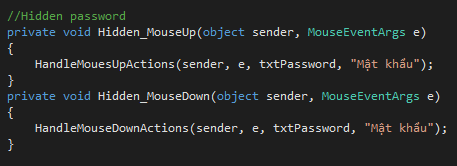 //Hidden password
private void Hidden_MouseUp(object sender, MouseEventArgs e)
{
HandleMouesUpActions(sender, e, txtPassword, "Mật khẩu");
}
private void Hidden_MouseDown(object sender, MouseEventArgs e)
{
HandleMouseDownActions(sender, e, txtPassword, "Mật khẩu");
}